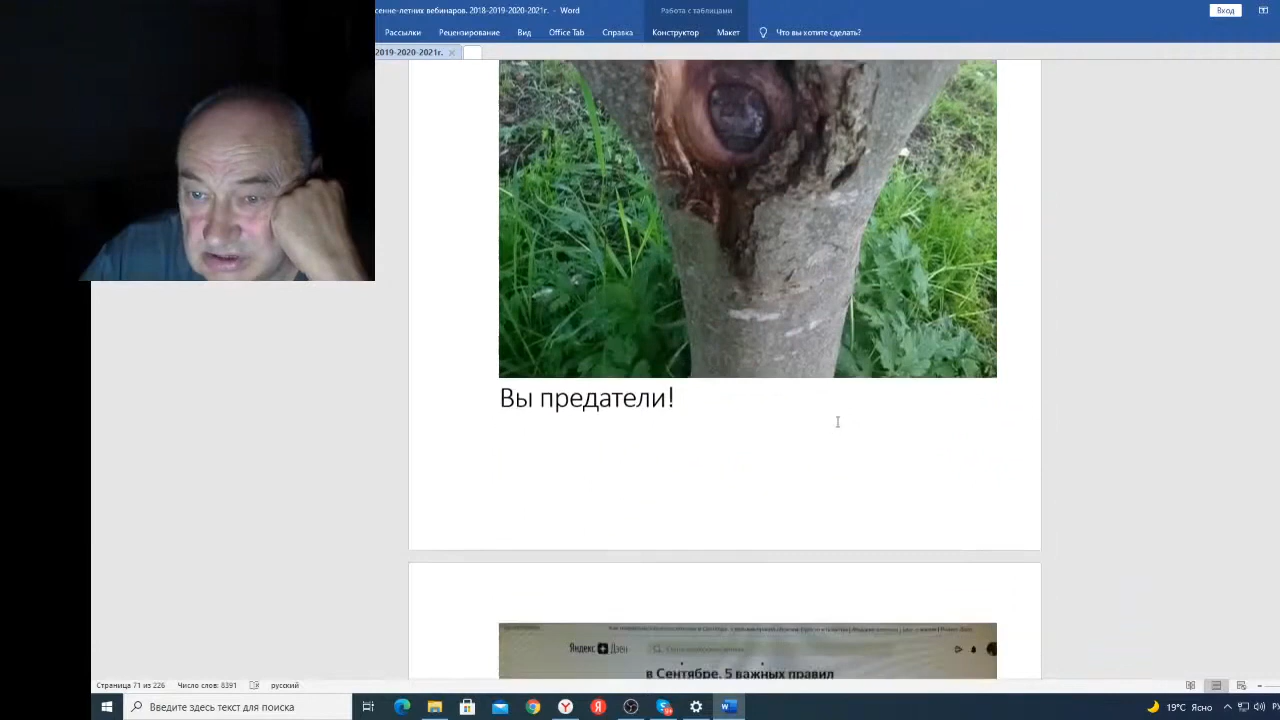 сенне-летних вебинаров. 2018-2019-2020-2021г. - Word
Работа с таблицами
Вход
Рассылки Рецензирование Вид Office Tab Справка Конструктор Макет Что вы хотите сделать?
2019-2020-2021г.
Вы предатели!
Яндекс Дзен
в Сентябре. 5 важных правил
Страница 71 из 226 Число слов: 8391 русский
Введите здесь текст для поиска
19°C Ясно